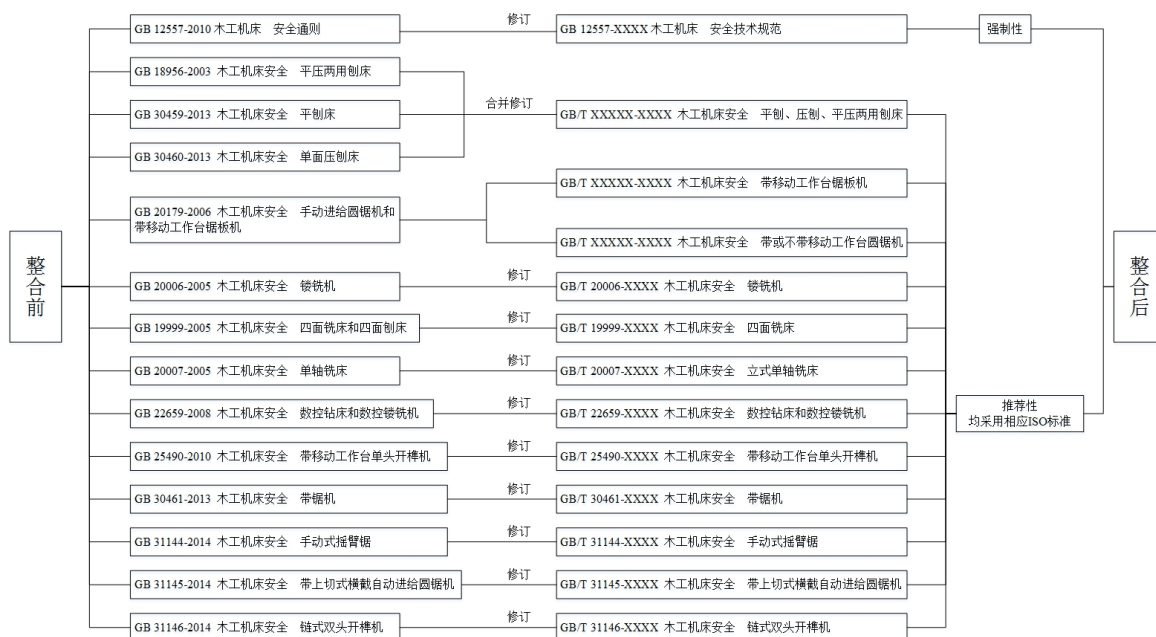 GB 12557-2010 木工机床 安全通则
修订
GB 12557-XXXX 木工机床 安全技术规范
强制性
GB 18956-2003 木工机床安全 平压两用刨床
GB 30459-2013 木工机床安全 平刨床
合并修订
GB/T XXXXX-XXXX 木工机床安全 平刨、压刨、平压两用刨床
GB 30460-2013 木工机床安全 单面压刨床
GB 20179-2006 木工机床安全 手动进给圆锯机和
带移动工作台锯板机
GB/T XXXXX-XXXX 木工机床安全 带移动工作台锯板机
GB/T XXXXX-XXXX 木工机床安全 带或不带移动工作台圆锯机
整合前
整合后
GB 20006-2005 木工机床安全 镂铣机
修订
GB/T 20006-XXXX 木工机床安全 镂铣机
GB 19999-2005 木工机床安全 四面铣床和四面刨床
修订
GB/T 19999-XXXX 木工机床安全 四面铣床
GB 20007-2005 木工机床安全 单轴铣床
修订
GB/T 20007-XXXX 木工机床安全 立式单轴铣床
GB 22659-2008 木工机床安全 数控钻床和数控镂铣机
修订
GB/T 22659-XXXX 木工机床安全 数控钻床和数控镂铣机
推荐性
均采用相应ISO标准
GB 25490-2010 木工机床安全 带移动工作台单头开榫机
修订
GB/T 25490-XXXX 木工机床安全 带移动工作台单头开榫机
GB 30461-2013 木工机床安全 带锯机
修订
GB/T 30461-XXXX 木工机床安全 带锯机
GB 31144-2014 木工机床安全 手动式摇臂锯
修订
GB/T 31144-XXXX 木工机床安全 手动式摇臂锯
GB 31145-2014 木工机床安全 带上切式横截自动进给圆锯机
修订
GB/T 31145-XXXX 木工机床安全 带上切式横截自动进给圆锯机
GB 31146-2014 木工机床安全 链式双头开榫机
修订
GB/T 31146-XXXX 木工机床安全 链式双头开榫机